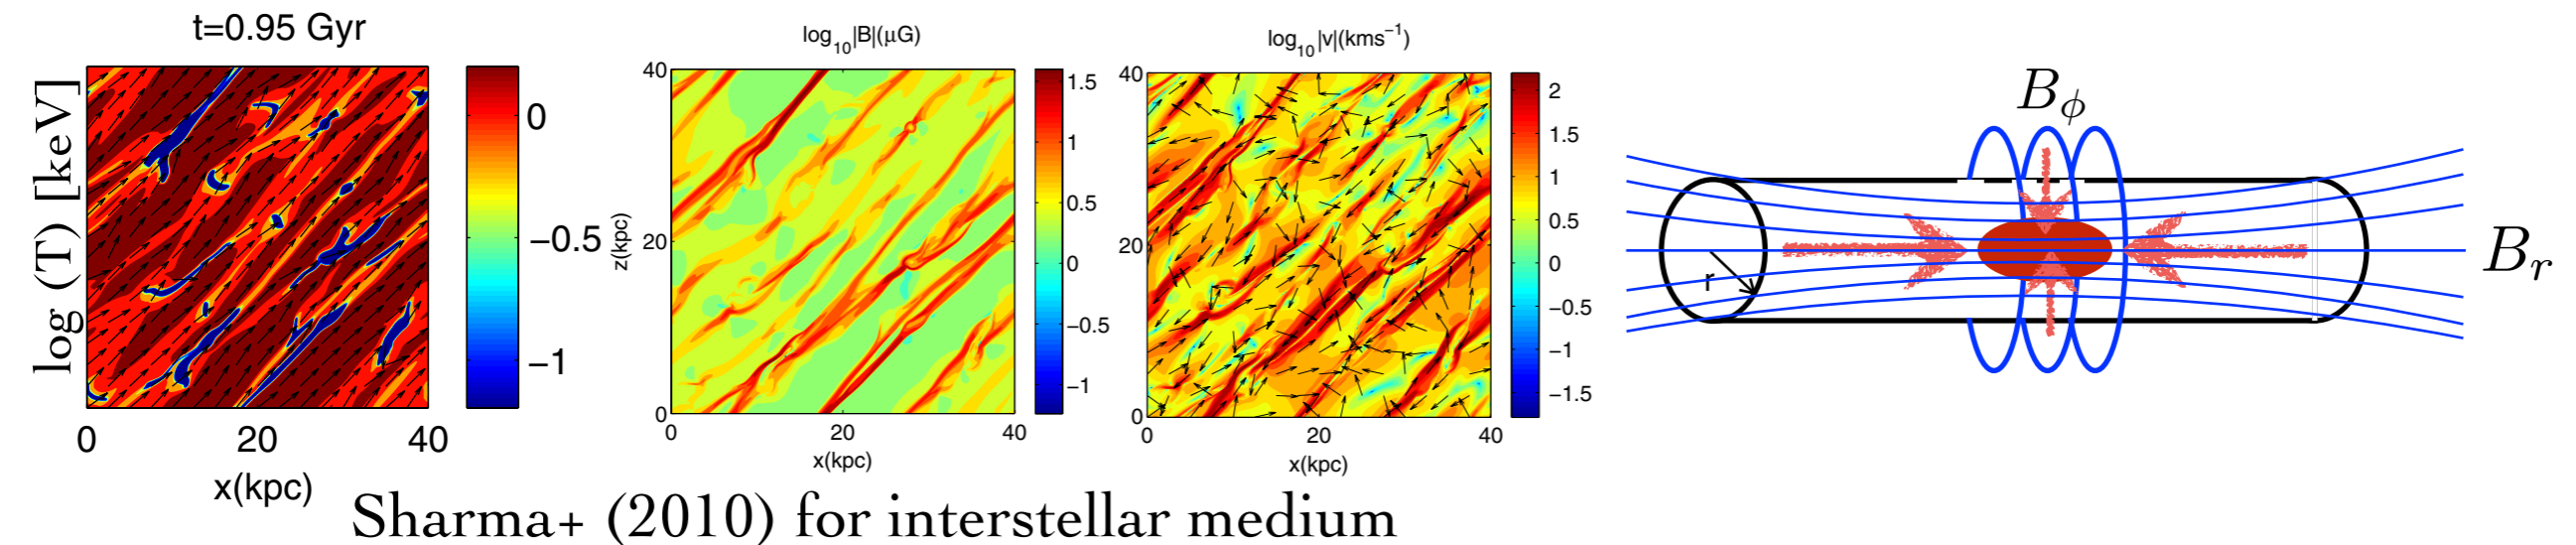 t=0.95 Gyr
log (T) [keV]
0
−0.5
−1
0 20 40
x(kpc)
log₁₀|B|(μG)
z(kpc)
40
20
0
0 20 40
x(kpc)
1.5
1
0.5
0
−0.5
−1
log₁₀|v|(kms⁻¹)
40
20
0
0 20 40
x(kpc)
2
1.5
1
0.5
0
−0.5
−1
−1.5
B_ϕ
r
B_r
Sharma+ (2010) for interstellar medium